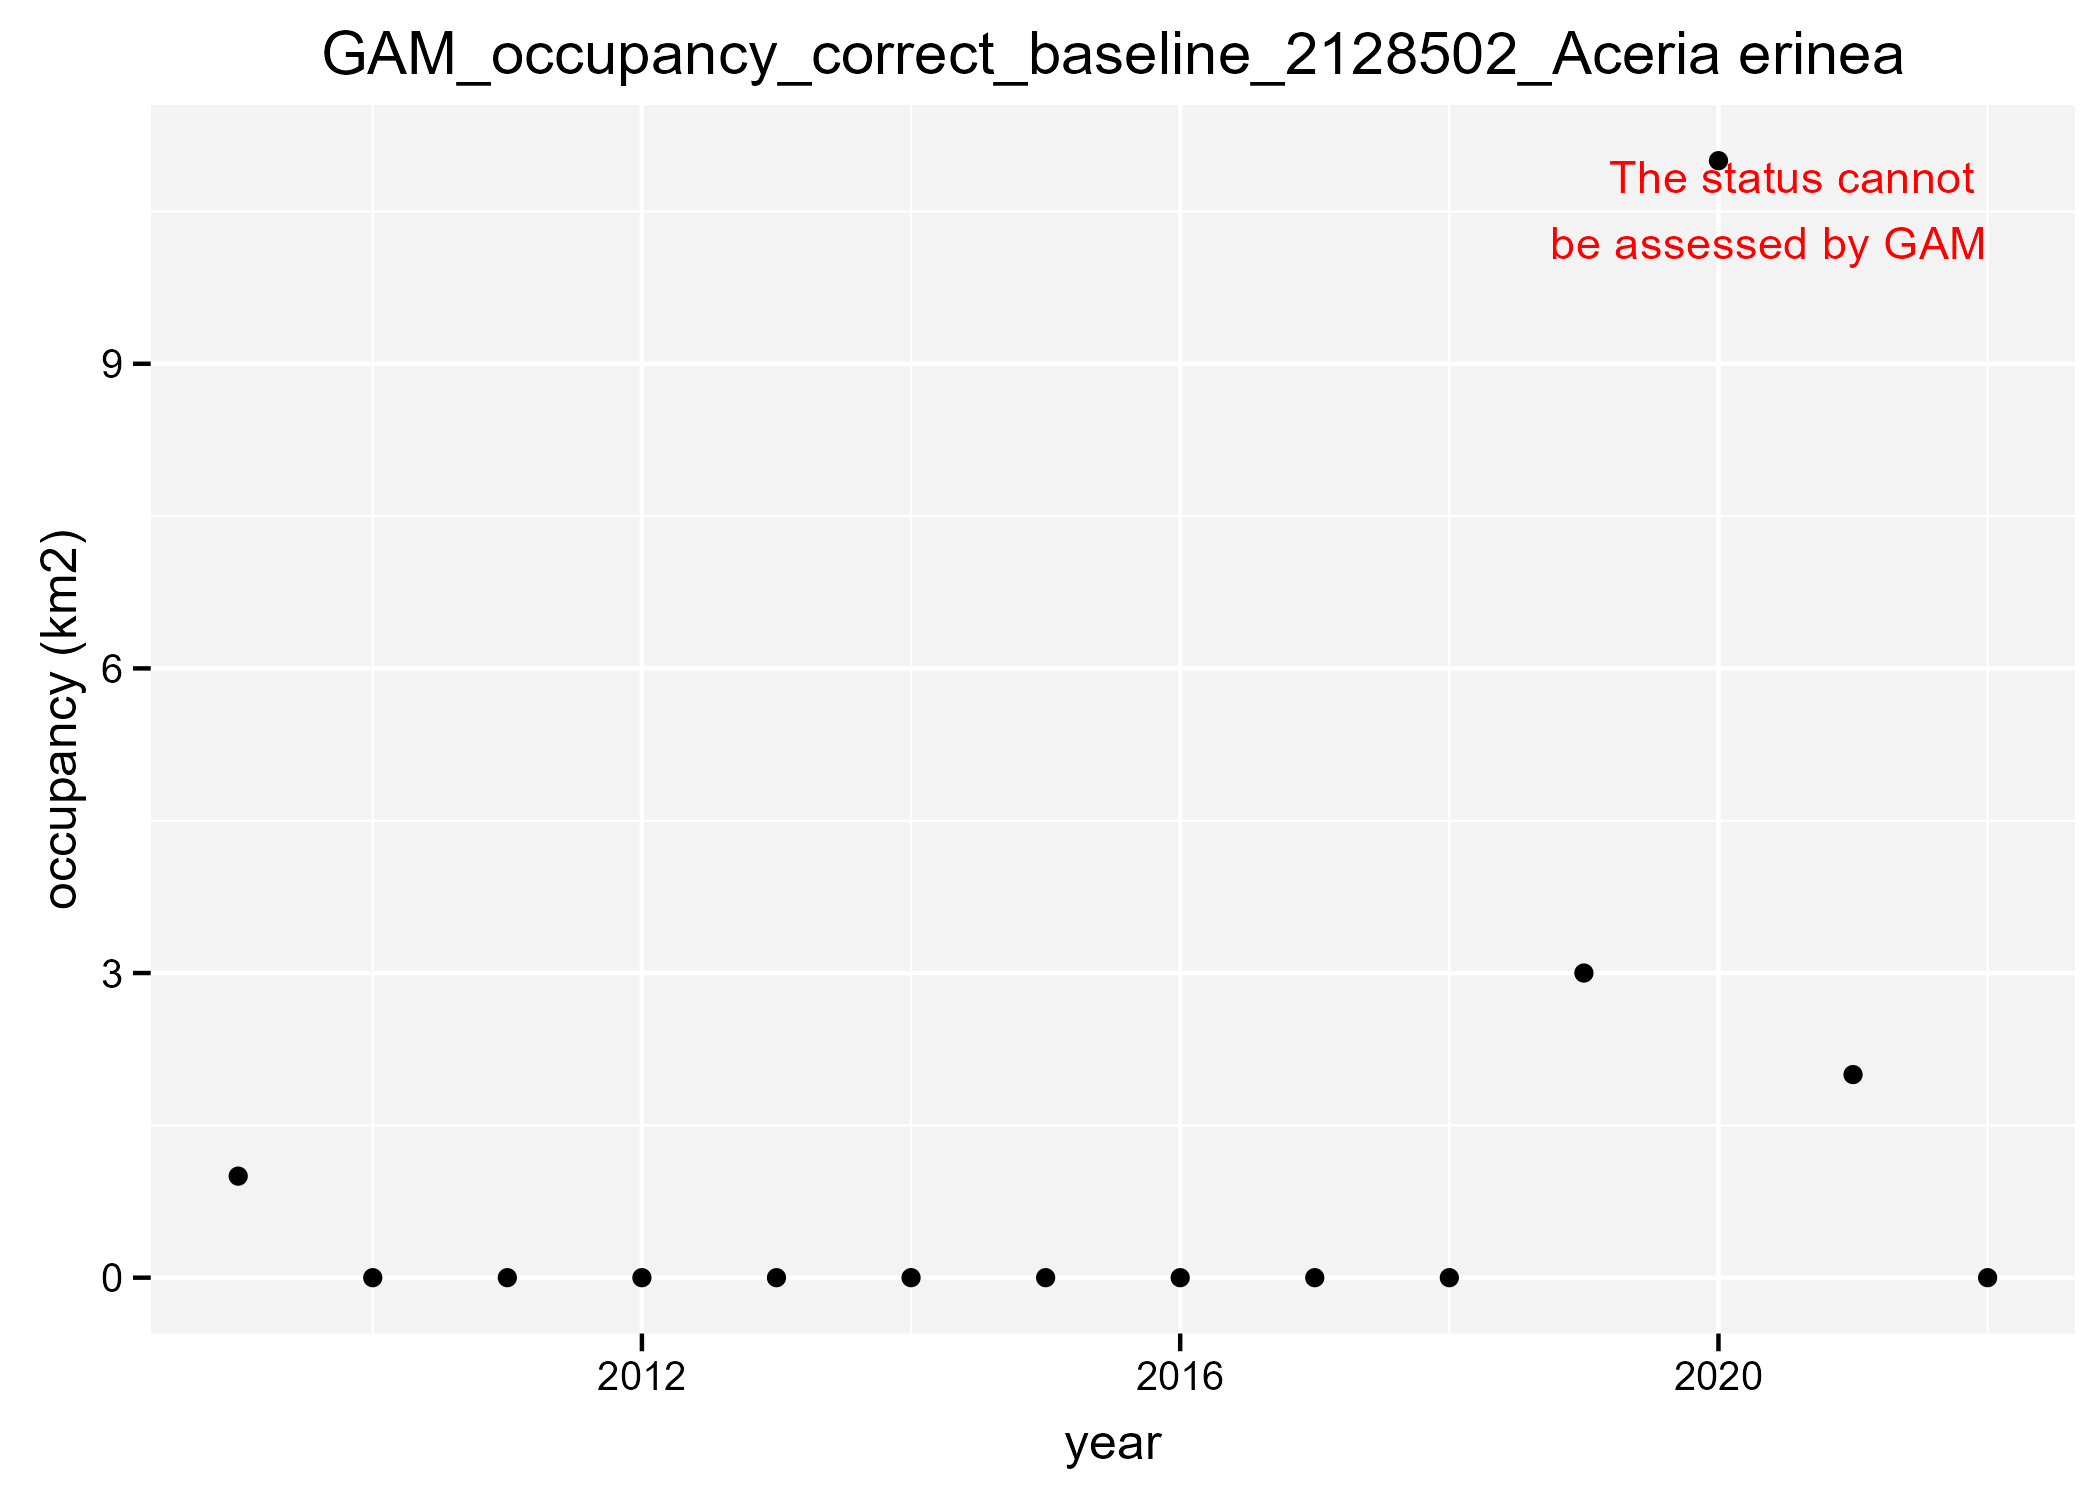 GAM_occupancy_correct_baseline_2128502_Aceria erinea
The status cannot
be assessed by GAM
9
6
3
0
occupancy (km2)
2012
2016
2020
year